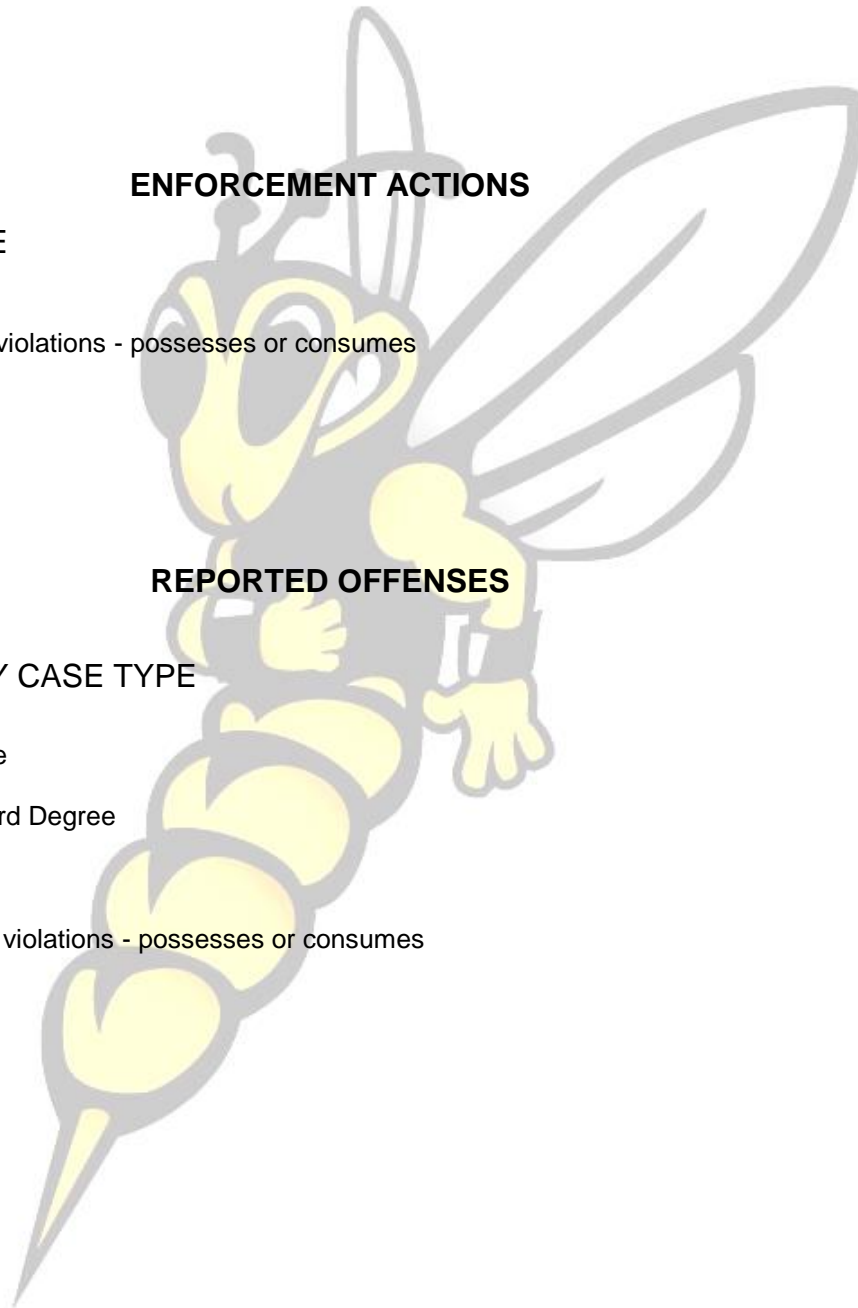 ENFORCEMENT ACTIONS
E
violations - possesses or consumes
REPORTED OFFENSES
Y CASE TYPE
e
rd Degree
violations - possesses or consumes